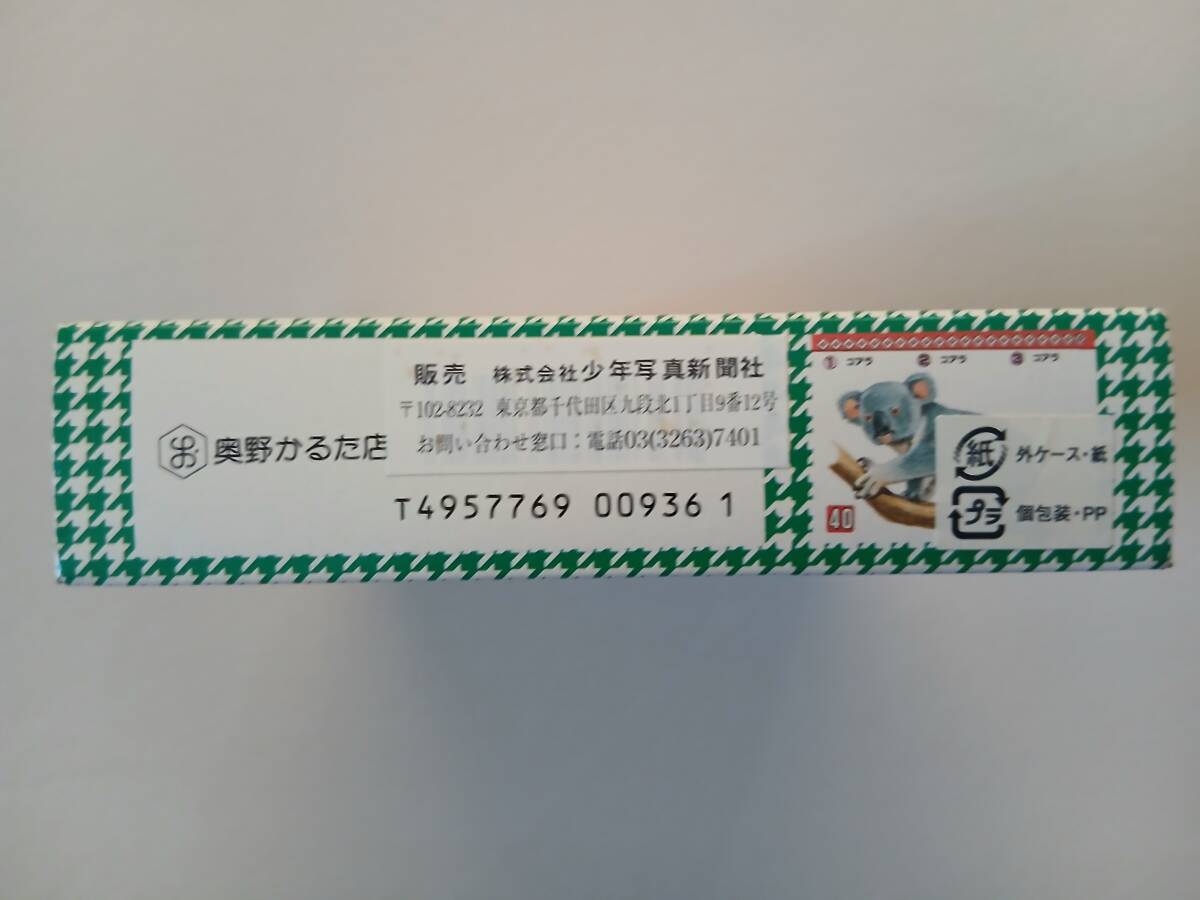 奥野かるた店
販売 株式会社少年写真新聞社
〒102-8232 東京都千代田区九段北1丁目9番12号
お問い合わせ窓口:電話03(3263)7401
T4957769 00936 1
① コアラ ② コアラ ③ コアラ
40
紙 外ケース・紙
プラ 個包装・PP